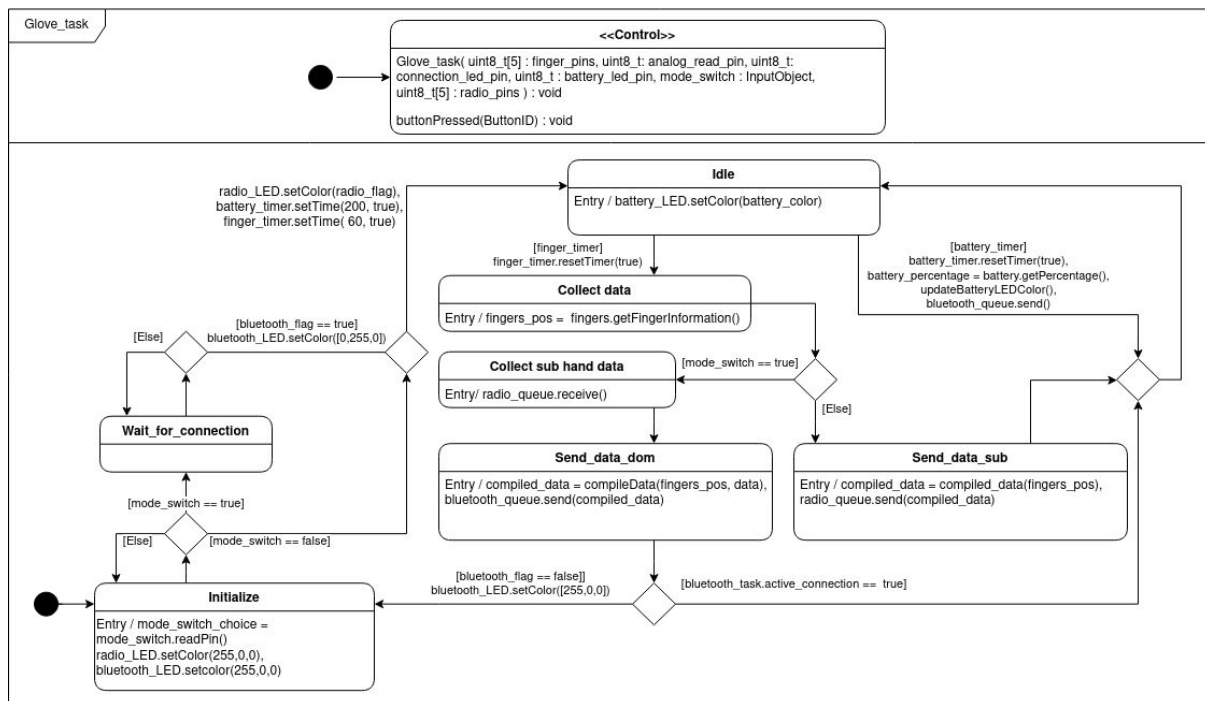 Glove_task
<<Control>>
Glove_task( uint8_t[5] : finger_pins, uint8_t: analog_read_pin, uint8_t:
connection_led_pin, uint8_t : battery_led_pin, mode_switch : InputObject,
uint8_t[5] : radio_pins ) : void
buttonPressed(ButtonID) : void
Idle
Entry / battery_LED.setColor(battery_color)
radio_LED.setColor(radio_flag),
battery_timer.setTime(200, true),
finger_timer.setTime( 60, true)
[finger_timer]
finger_timer.resetTimer(true)
[battery_timer]
battery_timer.resetTimer(true),
battery_percentage = battery.getPercentage(),
updateBatteryLEDColor(),
bluetooth_queue.send()
Collect data
Entry / fingers_pos =  fingers.getFingerInformation()
[Else]
[bluetooth_flag == true]
bluetooth_LED.setColor([0,255,0])
Collect sub hand data
Entry/ radio_queue.receive()
[mode_switch == true]
[Else]
Wait_for_connection
Send_data_dom
Entry / compiled_data = compileData(fingers_pos, data),
bluetooth_queue.send(compiled_data)
Send_data_sub
Entry / compiled_data = compiled_data(fingers_pos),
radio_queue.send(compiled_data)
[mode_switch == true]
[Else]
[mode_switch == false]
[bluetooth_flag == false]]
bluetooth_LED.setColor([255,0,0])
[bluetooth_task.active_connection ==  true]
Initialize
Entry / mode_switch_choice =
mode_switch.readPin()
radio_LED.setColor(255,0,0),
bluetooth_LED.setcolor(255,0,0)